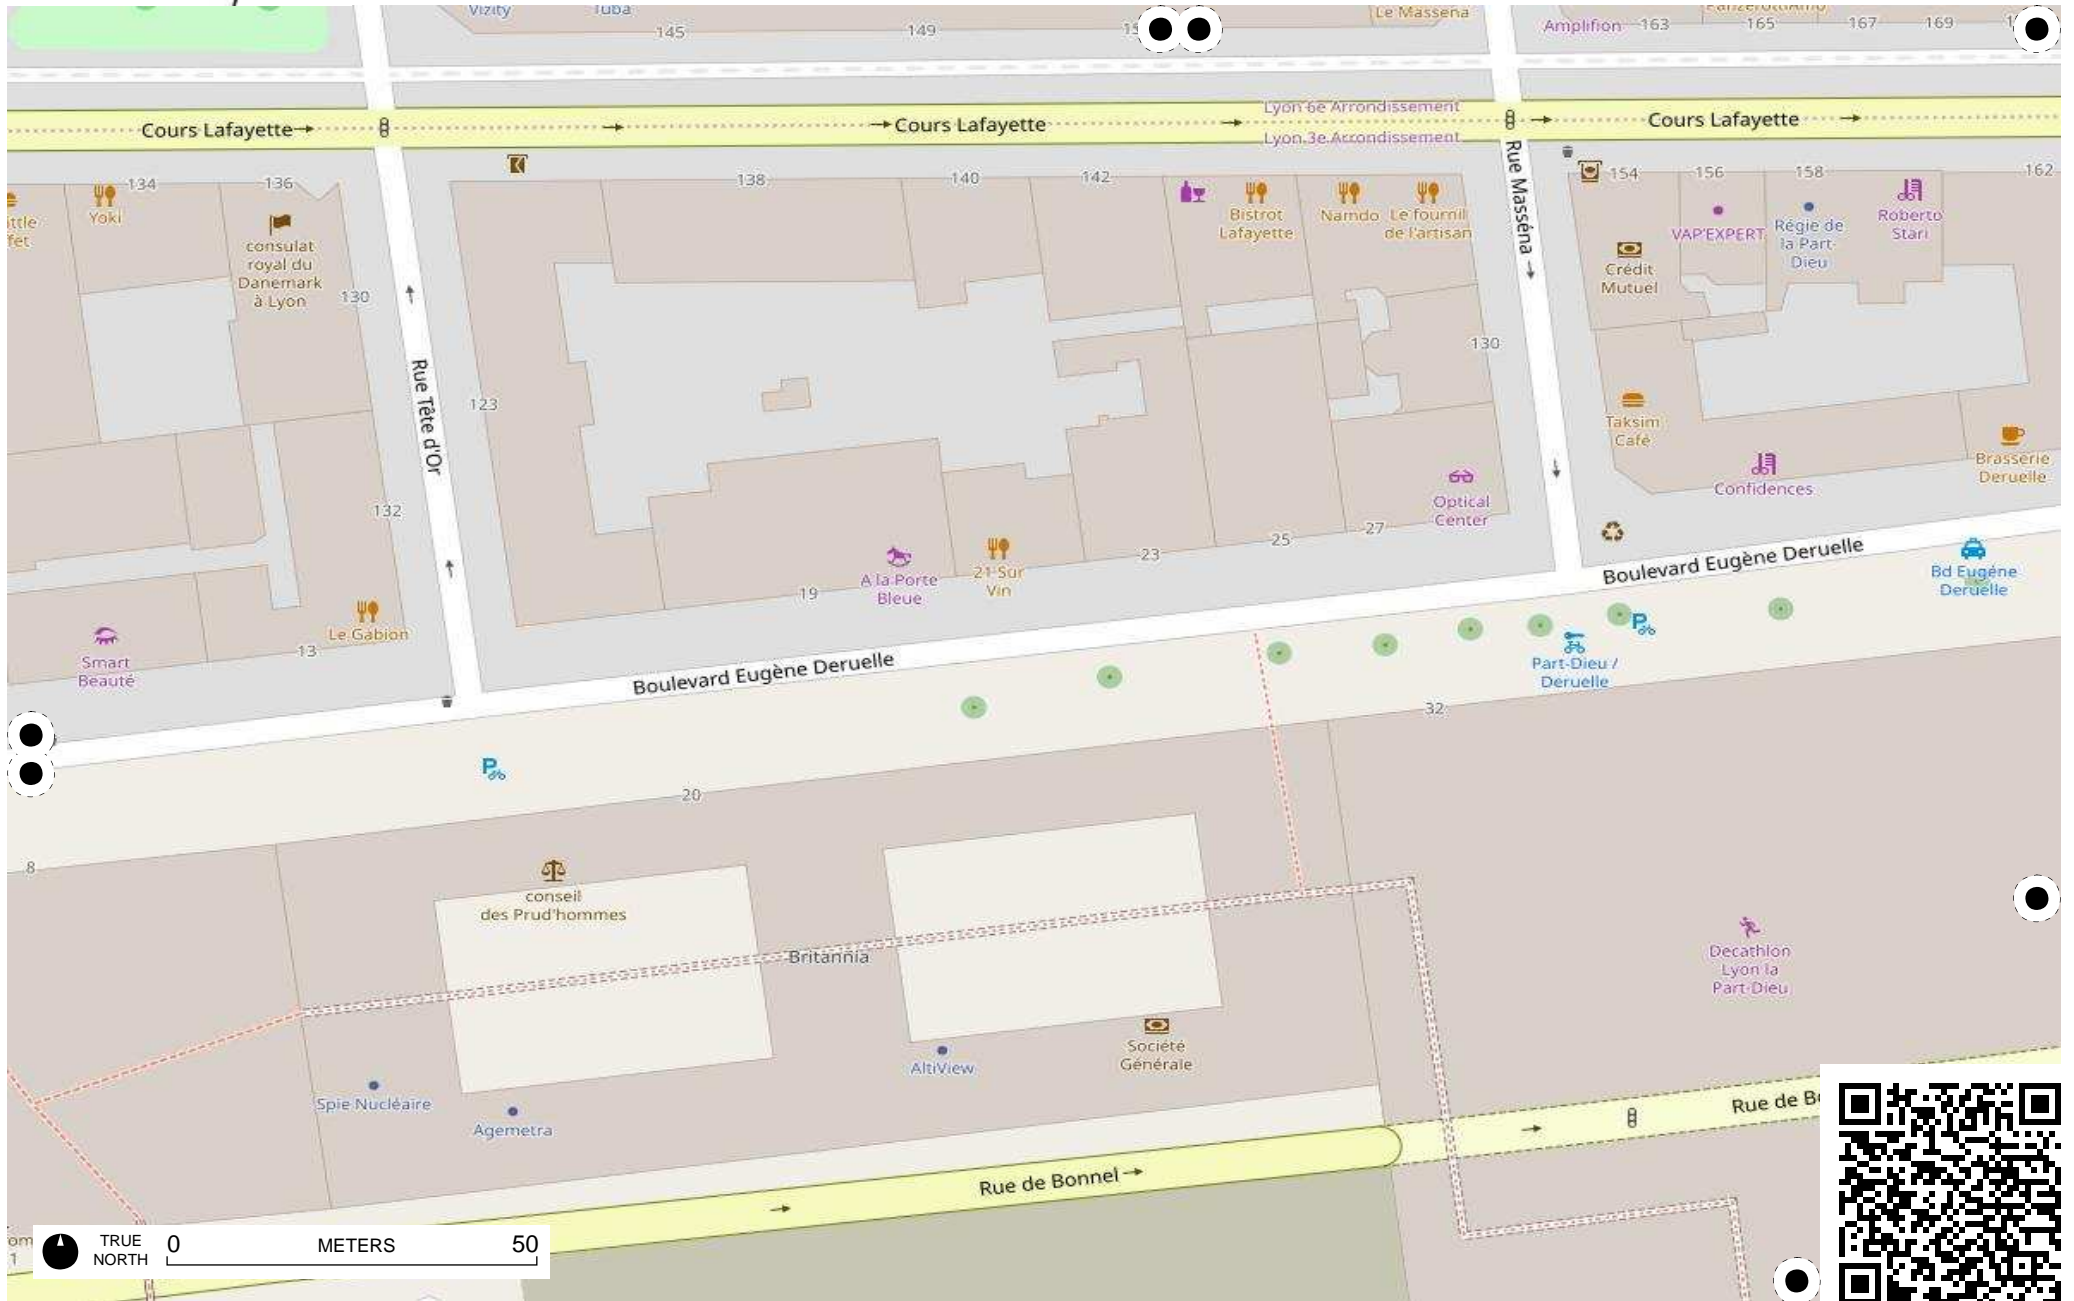 Vizity
Tuba
145
149
Le Massena
Amplifion
163
165
167
169
Lyon 6e Arrondissement
Cours Lafayette
Cours Lafayette
Cours Lafayette
Lyon 3e Arrondissement
134
136
138
140
142
154
156
158
162
Yoki
consulat
royal du
Danemark
à Lyon
130
Bistrot
Lafayette
Namdo
Le fournil
de l'artisan
Rue Masséna
Crédit
Mutuel
VAP'EXPERT
Régie de
la Part-
Dieu
Roberto
Stari
Rue Tête d'Or
123
130
132
Taksim
Café
Confidences
Brasserie
Deruelle
Optical
Center
27
25
23
19
13
A la Porte
Bleue
21 Sur
Vin
Le Gabion
Smart
Beauté
Boulevard Eugène Deruelle
Boulevard Eugène Deruelle
Bd Eugéne
Deruelle
Part-Dieu /
Deruelle
32
20
8
conseil
des Prud'hommes
Britannia
Decathlon
Lyon la
Part-Dieu
Société
Générale
AltiView
Spie Nucléaire
Agemetra
Rue de Bonnel
Rue de B
TRUE
NORTH
0 METERS 50